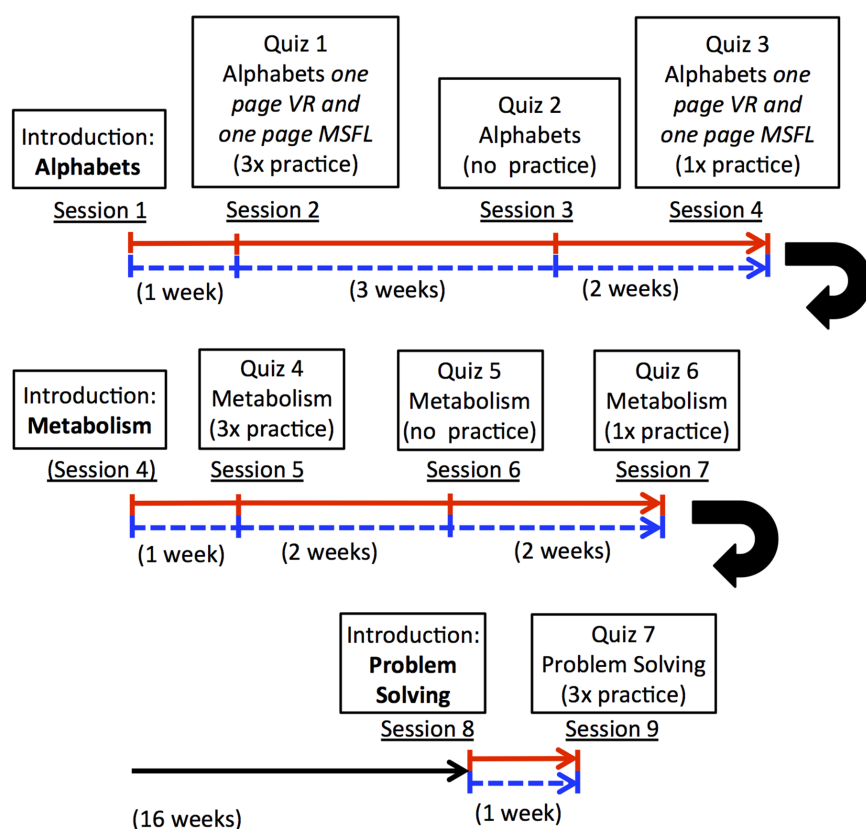 Introduction:
Alphabets
Quiz 1
Alphabets one
page VR and
one page MSFL
(3x practice)
Quiz 2
Alphabets
(no practice)
Quiz 3
Alphabets one
page VR and
one page MSFL
(1x practice)
Session 1
Session 2
Session 3
Session 4
(1 week)
(3 weeks)
(2 weeks)
Introduction:
Metabolism
Quiz 4
Metabolism
(3x practice)
Quiz 5
Metabolism
(no practice)
Quiz 6
Metabolism
(1x practice)
(Session 4)
Session 5
Session 6
Session 7
(1 week)
(2 weeks)
(2 weeks)
Introduction:
Problem
Solving
Quiz 7
Problem Solving
(3x practice)
Session 8
Session 9
(16 weeks)
(1 week)